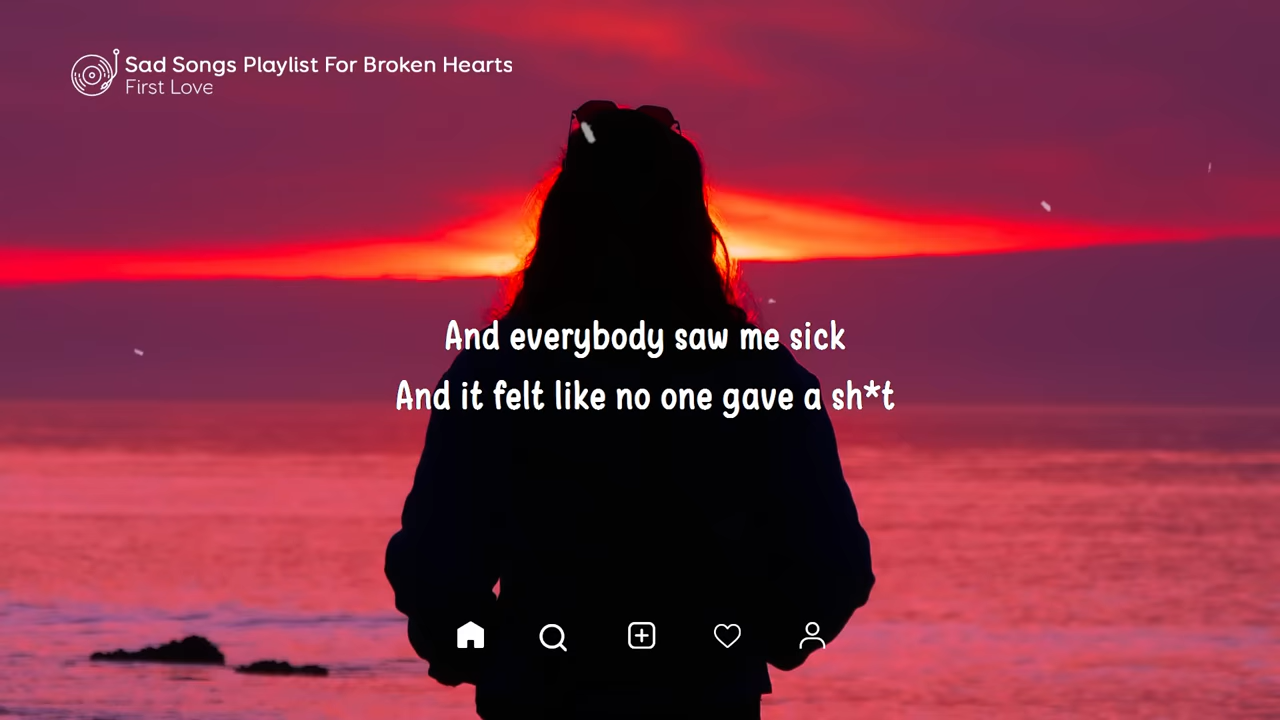 Sad Songs Playlist For Broken Hearts
First Love
And everybody saw me sick
And it felt like no one gave a sh*t